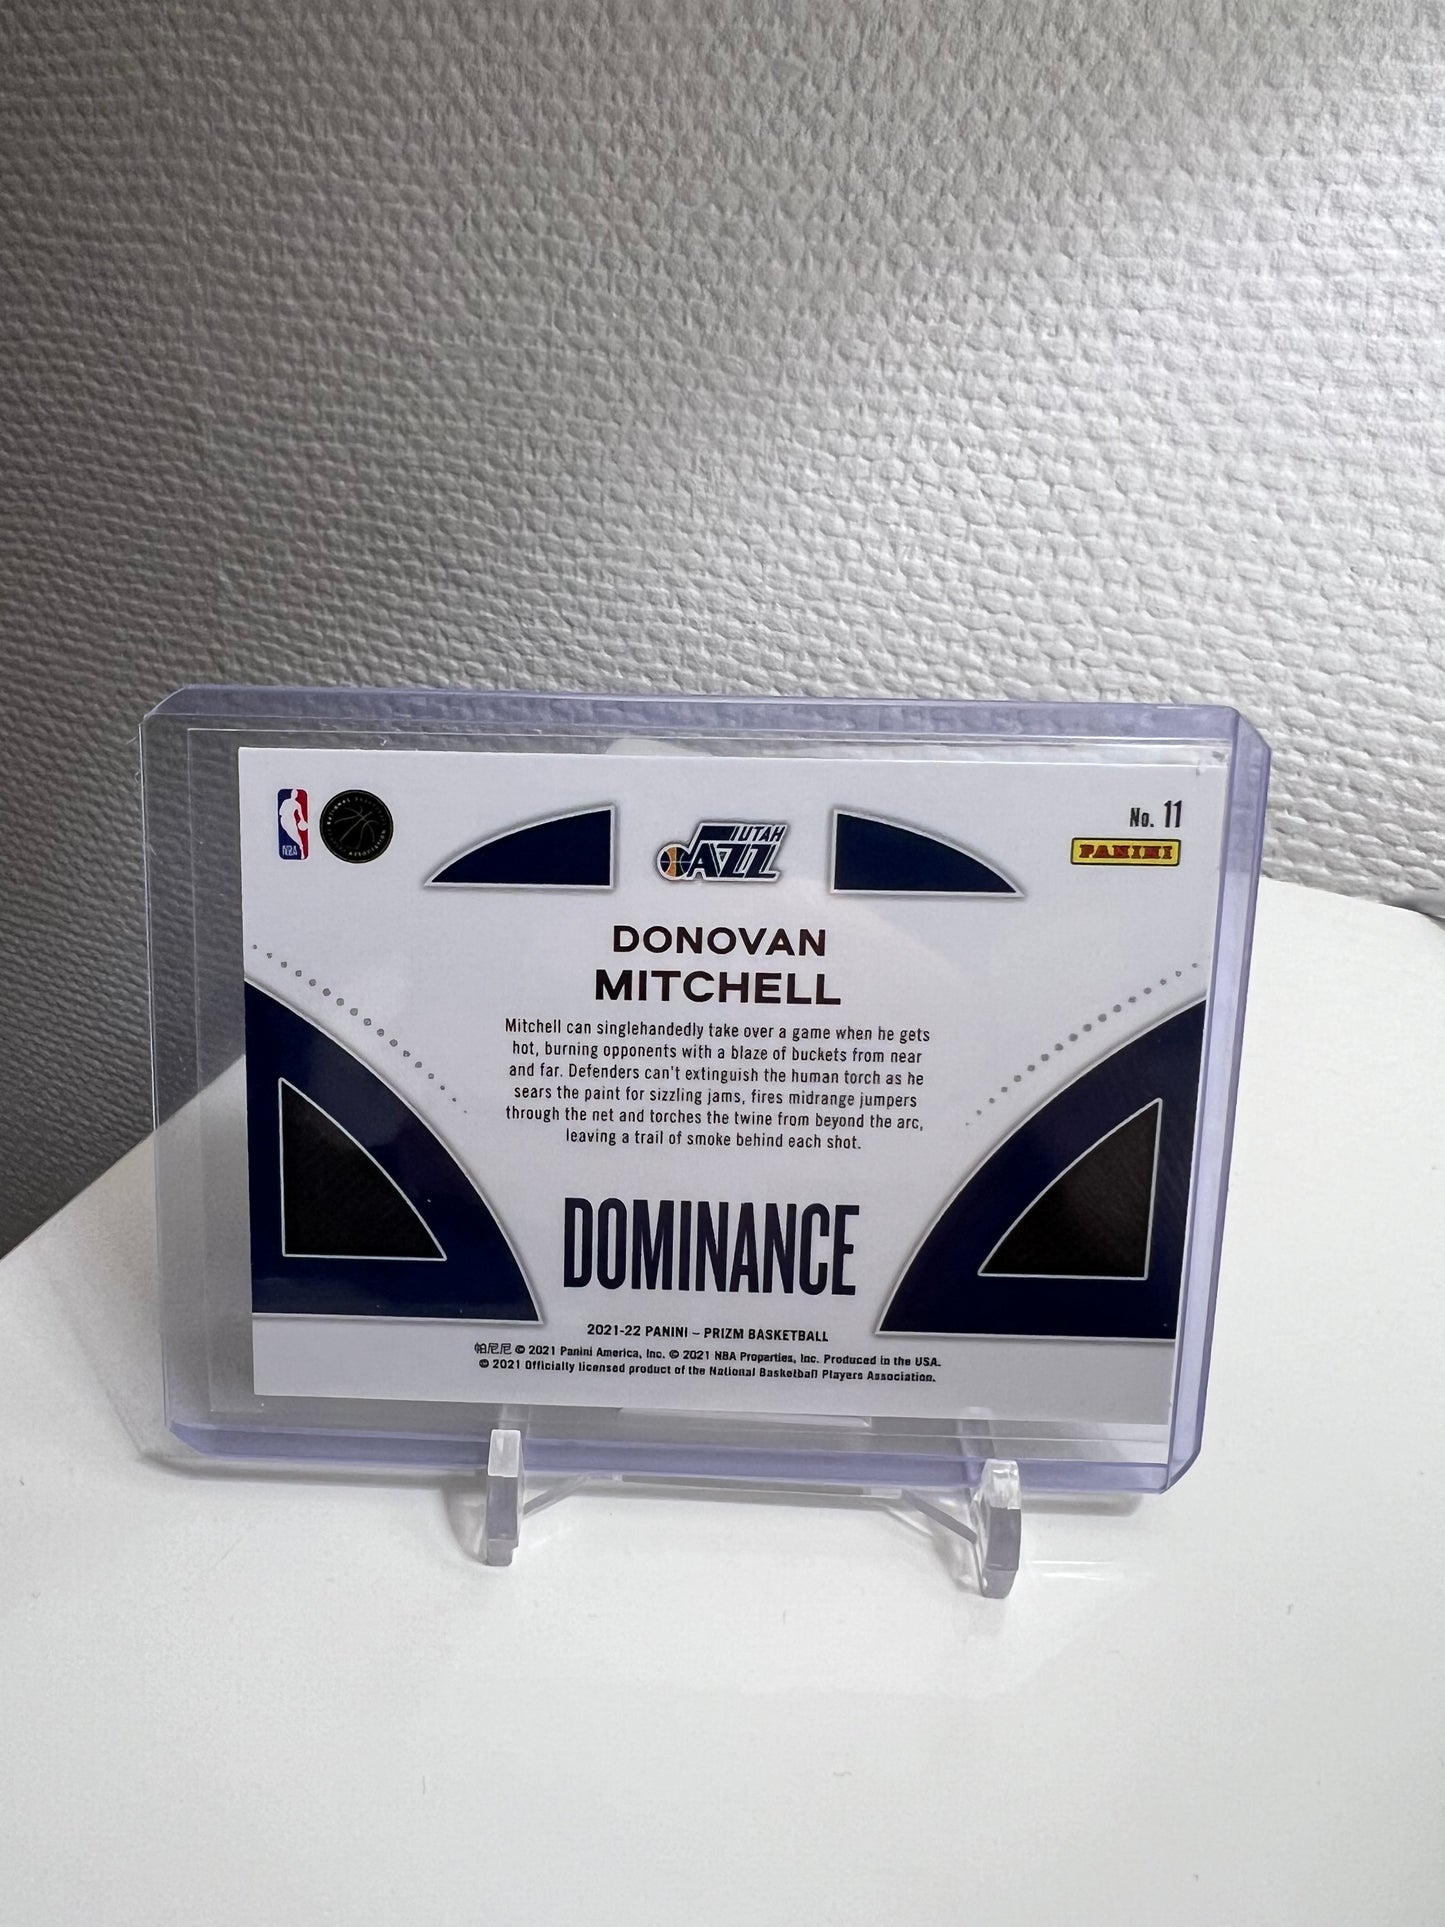 No. 11
UTAH
JAZZ
PANINI
DONOVAN
MITCHELL
Mitchell can singlehandedly take over a game when he gets
hot, burning opponents with a blaze of buckets from near
and far. Defenders can't extinguish the human torch as he
sears the paint for sizzling jams, fires midrange jumpers
through the net and torches the twine from beyond the arc,
leaving a trail of smoke behind each shot.
DOMINANCE
2021-22 PANINI – PRIZM BASKETBALL
帕尼尼 © 2021 Panini America, Inc. © 2021 NBA Properties, Inc. Produced in the USA.
© 2021 Officially licensed product of the National Basketball Players Association.